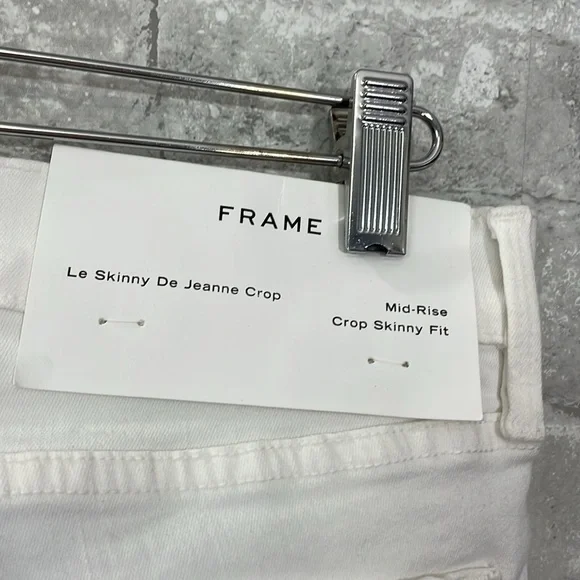 FRAME
Le Skinny De Jeanne Crop
Mid-Rise
Crop Skinny Fit